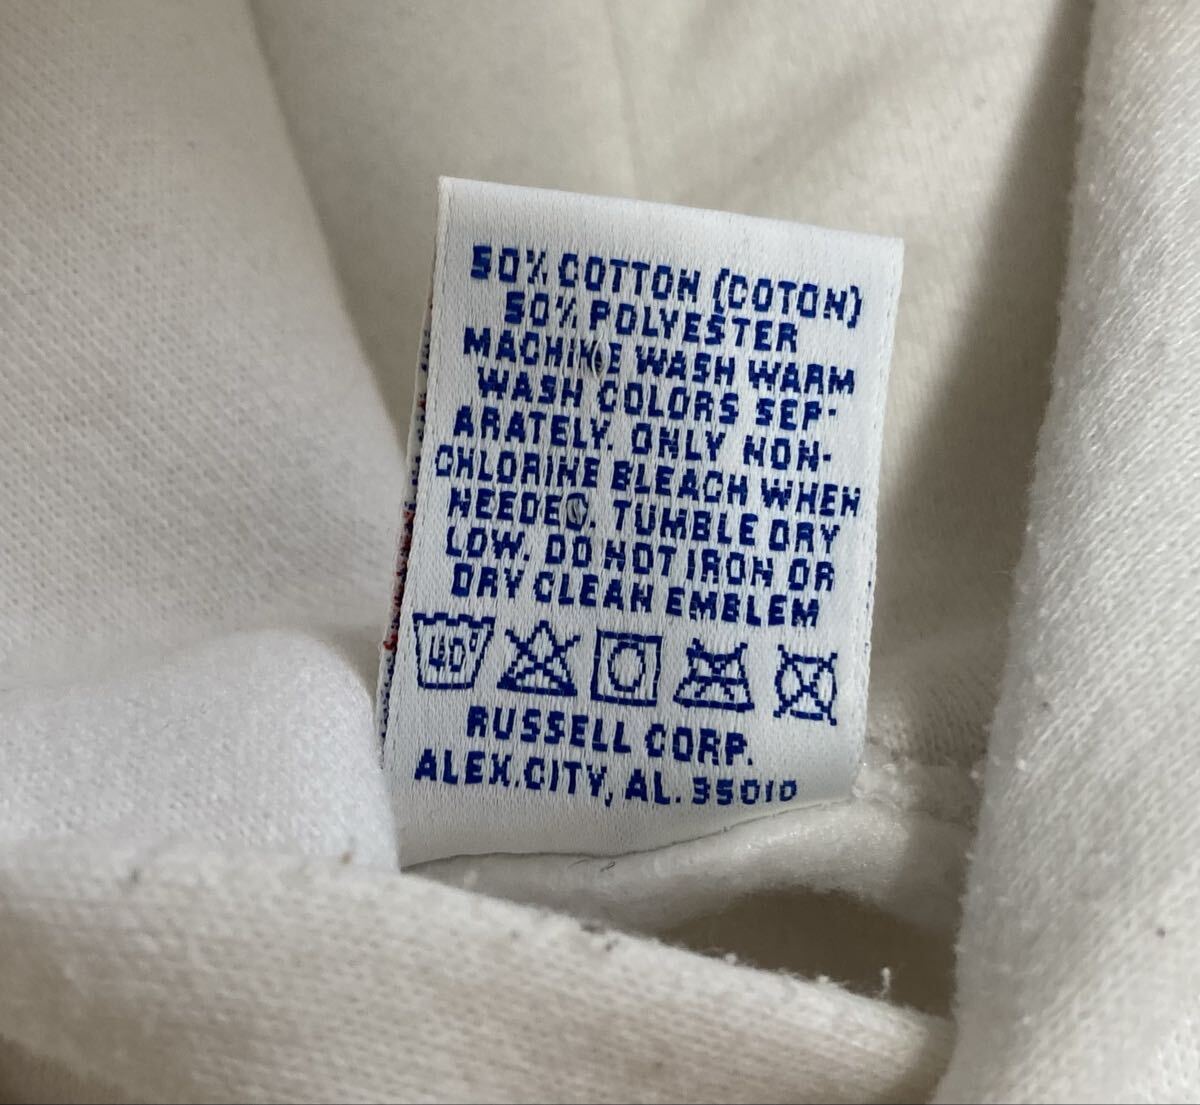 50% COTTON (COTON)
50% POLYESTER
MACHINE WASH WARM
WASH COLORS SEP-
ARATELY. ONLY NON-
CHLORINE BLEACH WHEN
NEEDED. TUMBLE DRY
LOW. DO NOT IRON OR
DRY CLEAN EMBLEM
40°
RUSSELL CORP.
ALEX.CITY, AL. 35010